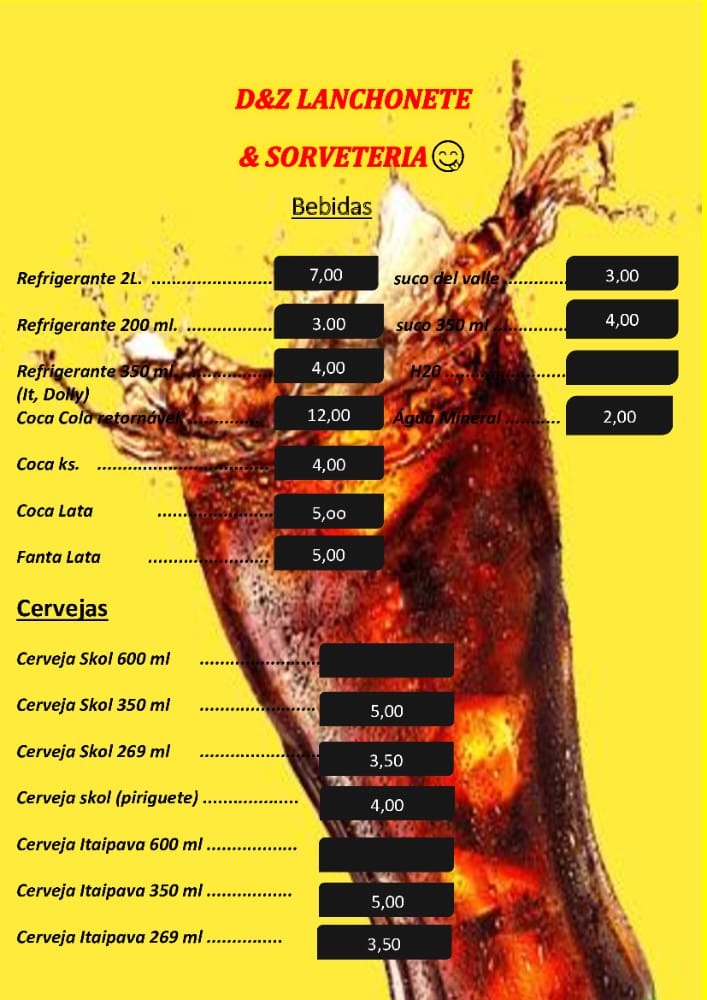 D&Z LANCHONETE
& SORVETERIA😋
Bebidas
Refrigerante 2L. ........................ 7,00
Refrigerante 200 ml. ................. 3.00
Refrigerante 350 ml. ................... 4,00
(It, Dolly)
Coca Cola retornável ............... 12,00
Coca ks. .................................. 4,00
Coca Lata ....................... 5,oo
Fanta Lata ........................ 5,00
suco del valle ............ 3,00
suco 350 ml ............... 4,00
H20 ........................
Água Mineral ........... 2,00
Cervejas
Cerveja Skol 600 ml ........................
Cerveja Skol 350 ml ....................... 5,00
Cerveja Skol 269 ml ........................ 3,50
Cerveja skol (piriguete) ................... 4,00
Cerveja Itaipava 600 ml ..................
Cerveja Itaipava 350 ml ................. 5,00
Cerveja Itaipava 269 ml ............... 3,50